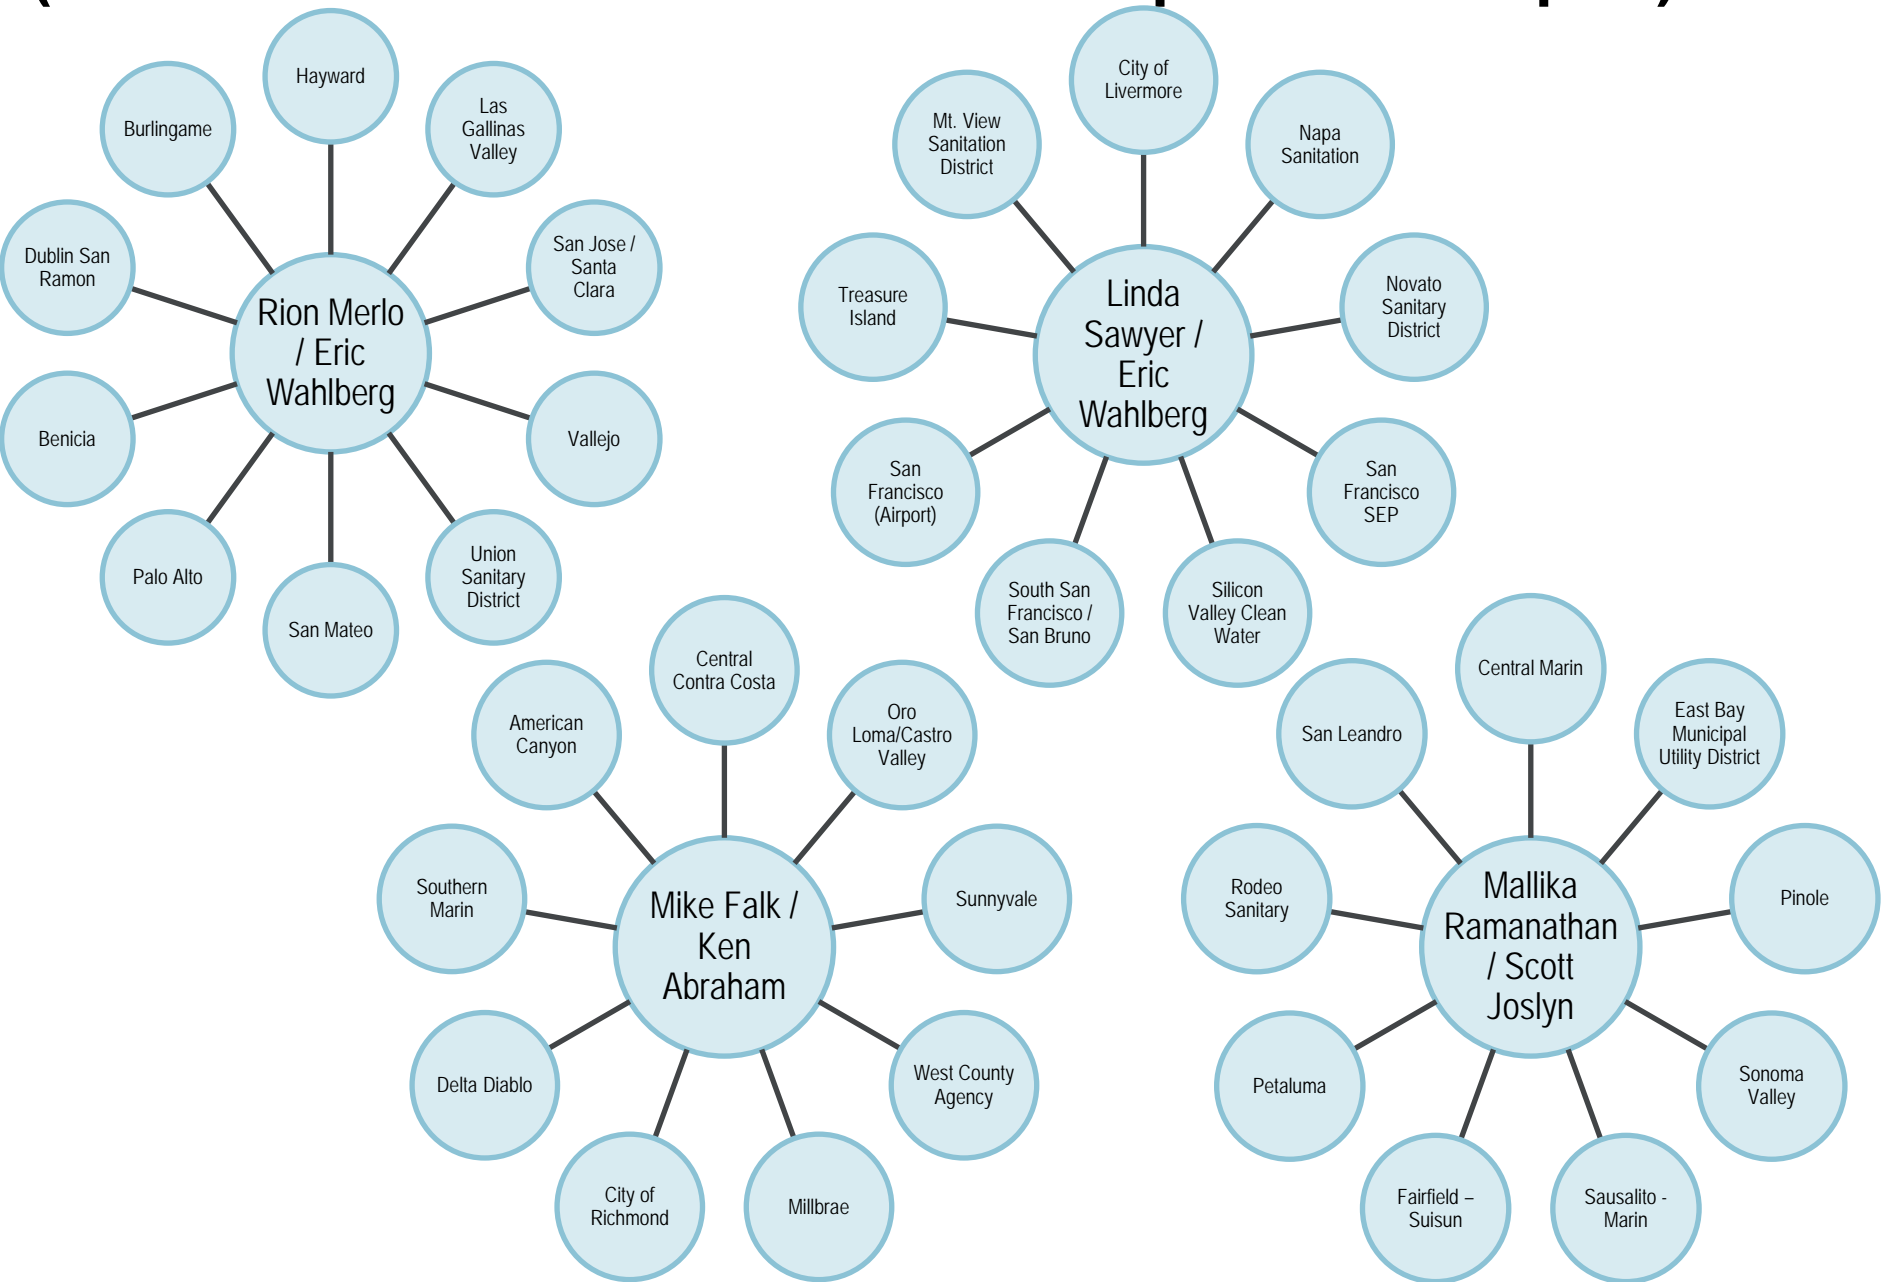 Hayward
Las
Gallinas
Valley
San Jose /
Santa
Clara
Vallejo
Union
Sanitary
District
San Mateo
Palo Alto
Benicia
Dublin San
Ramon
Burlingame
Rion Merlo
/ Eric
Wahlberg
City of
Livermore
Napa
Sanitation
Novato
Sanitary
District
San
Francisco
SEP
Silicon
Valley Clean
Water
South San
Francisco /
San Bruno
San
Francisco
(Airport)
Treasure
Island
Mt. View
Sanitation
District
Linda
Sawyer /
Eric
Wahlberg
Central
Contra Costa
Oro
Loma/Castro
Valley
Sunnyvale
West County
Agency
Millbrae
City of
Richmond
Delta Diablo
Southern
Marin
American
Canyon
Mike Falk /
Ken
Abraham
Central Marin
East Bay
Municipal
Utility District
Pinole
Sonoma
Valley
Sausalito -
Marin
Fairfield –
Suisun
Petaluma
Rodeo
Sanitary
San Leandro
Mallika
Ramanathan
/ Scott
Joslyn